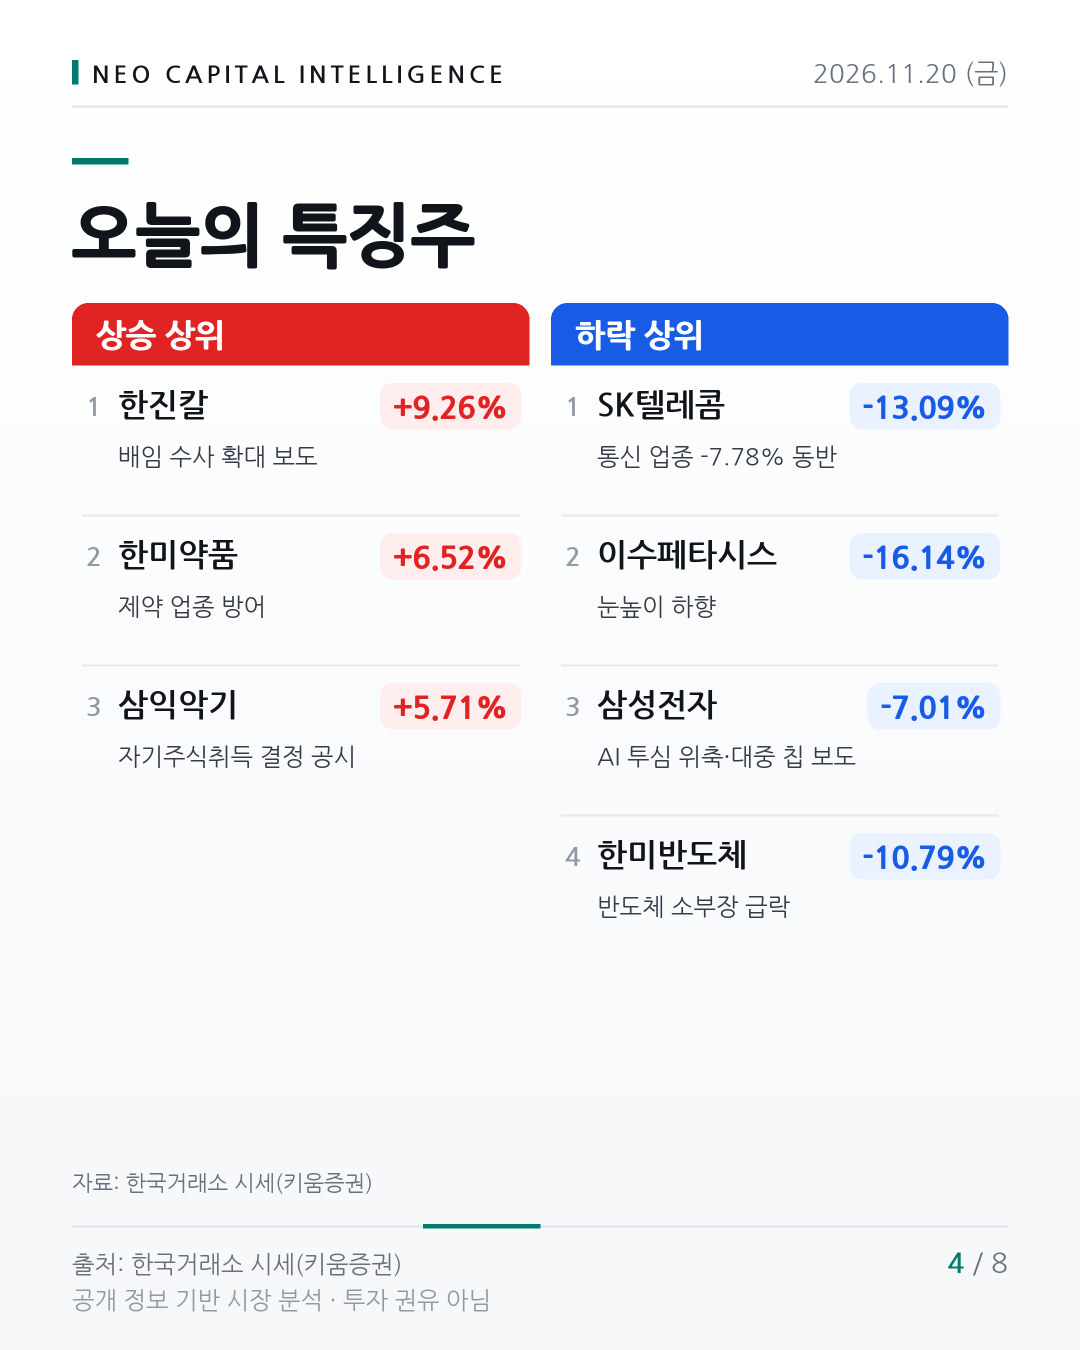 NEO CAPITAL INTELLIGENCE
2026.11.20 (금)
오늘의 특징주
상승 상위
1 한진칼 +9.26%
배임 수사 확대 보도
2 한미약품 +6.52%
제약 업종 방어
3 삼익악기 +5.71%
자기주식취득 결정 공시
하락 상위
1 SK텔레콤 -13.09%
통신 업종 -7.78% 동반
2 이수페타시스 -16.14%
눈높이 하향
3 삼성전자 -7.01%
AI 투심 위축·대중 칩 보도
4 한미반도체 -10.79%
반도체 소부장 급락
자료: 한국거래소 시세(키움증권)
출처: 한국거래소 시세(키움증권)
4 / 8
공개 정보 기반 시장 분석 · 투자 권유 아님